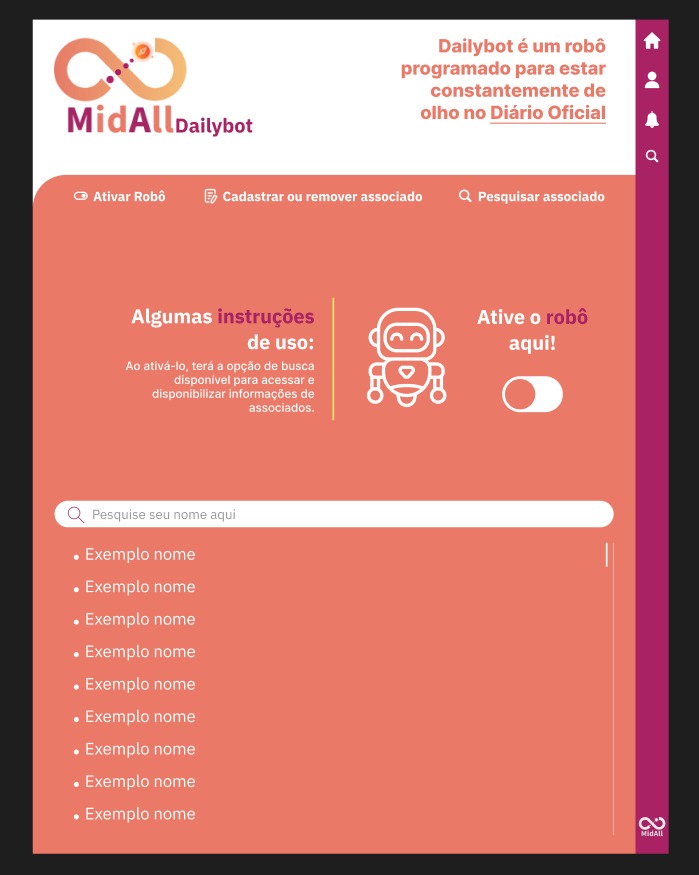 MidAll Dailybot
Dailybot é um robô
programado para estar
constantemente de
olho no Diário Oficial
Ativar Robô
Cadastrar ou remover associado
Pesquisar associado
Algumas instruções
de uso:
Ao ativá-lo, terá a opção de busca
disponível para acessar e
disponibilizar informações de
associados.
Ative o robô
aqui!
Pesquise seu nome aqui
Exemplo nome
Exemplo nome
Exemplo nome
Exemplo nome
Exemplo nome
Exemplo nome
Exemplo nome
Exemplo nome
Exemplo nome
MidAll